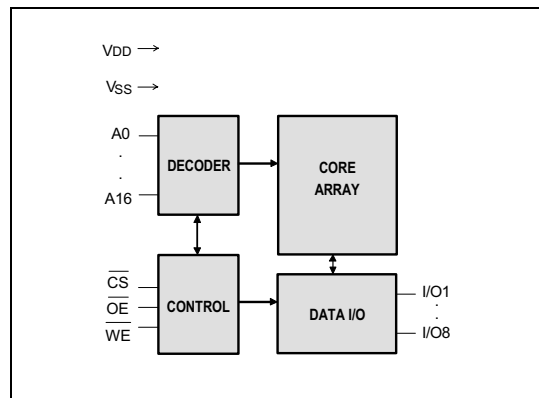 VDD
VSS
A0
.
.
A16
DECODER
CORE
ARRAY
CS
OE
WE
CONTROL
DATA I/O
I/O1
.
.
I/O8